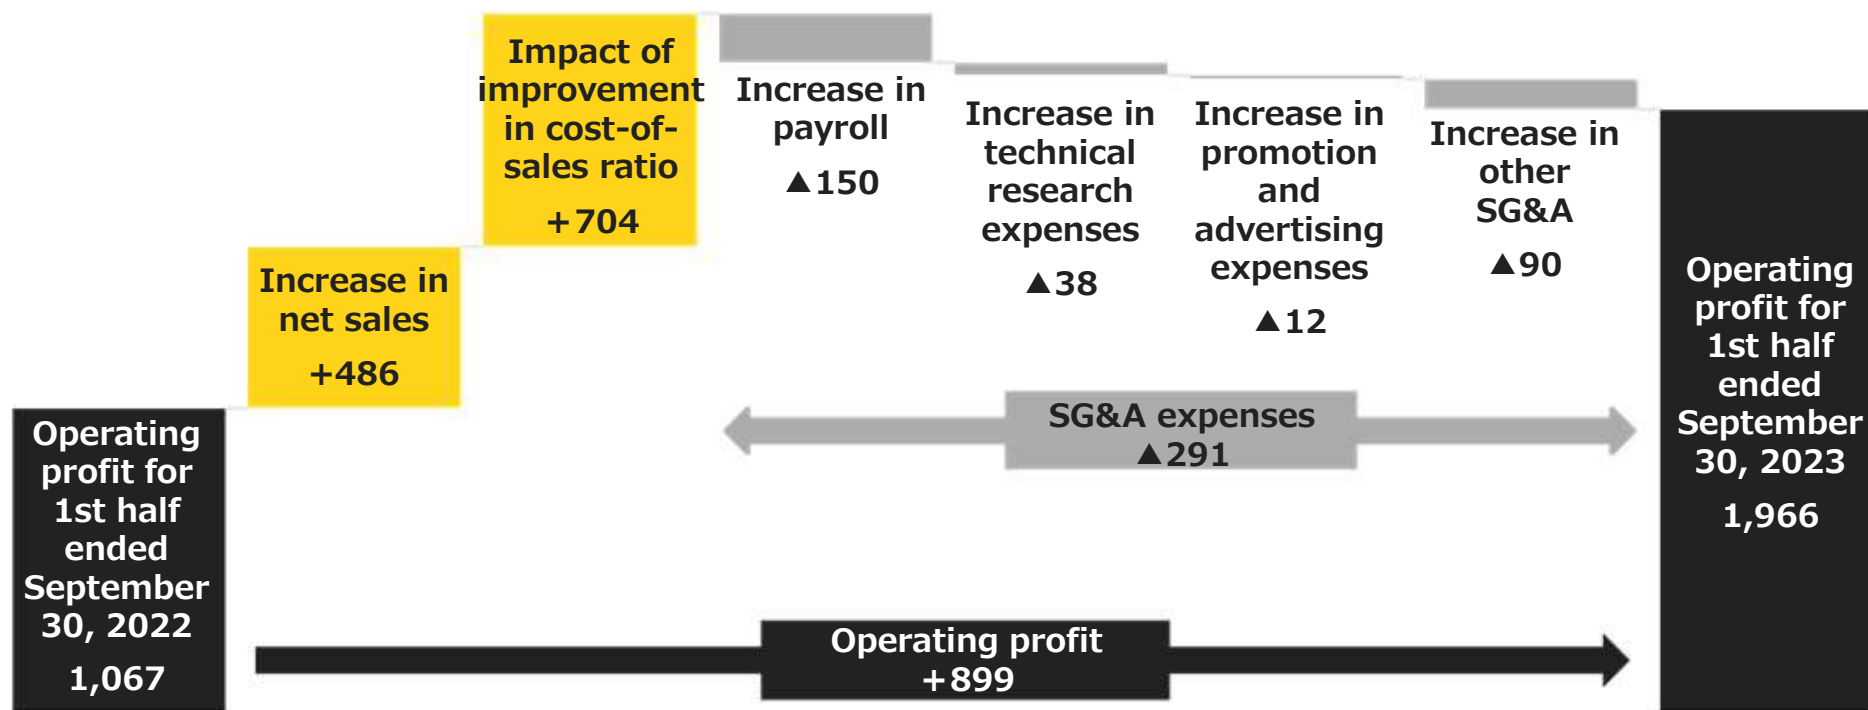 Operating
profit for
1st half
ended
September
30, 2022
1,067
Increase in
net sales
+486
Impact of
improvement
in cost-of-
sales ratio
+704
Increase in
payroll
▲150
Increase in
technical
research
expenses
▲38
Increase in
promotion
and
advertising
expenses
▲12
Increase in
other
SG&A
▲90
SG&A expenses
▲291
Operating profit
+899
Operating
profit for
1st half
ended
September
30, 2023
1,966